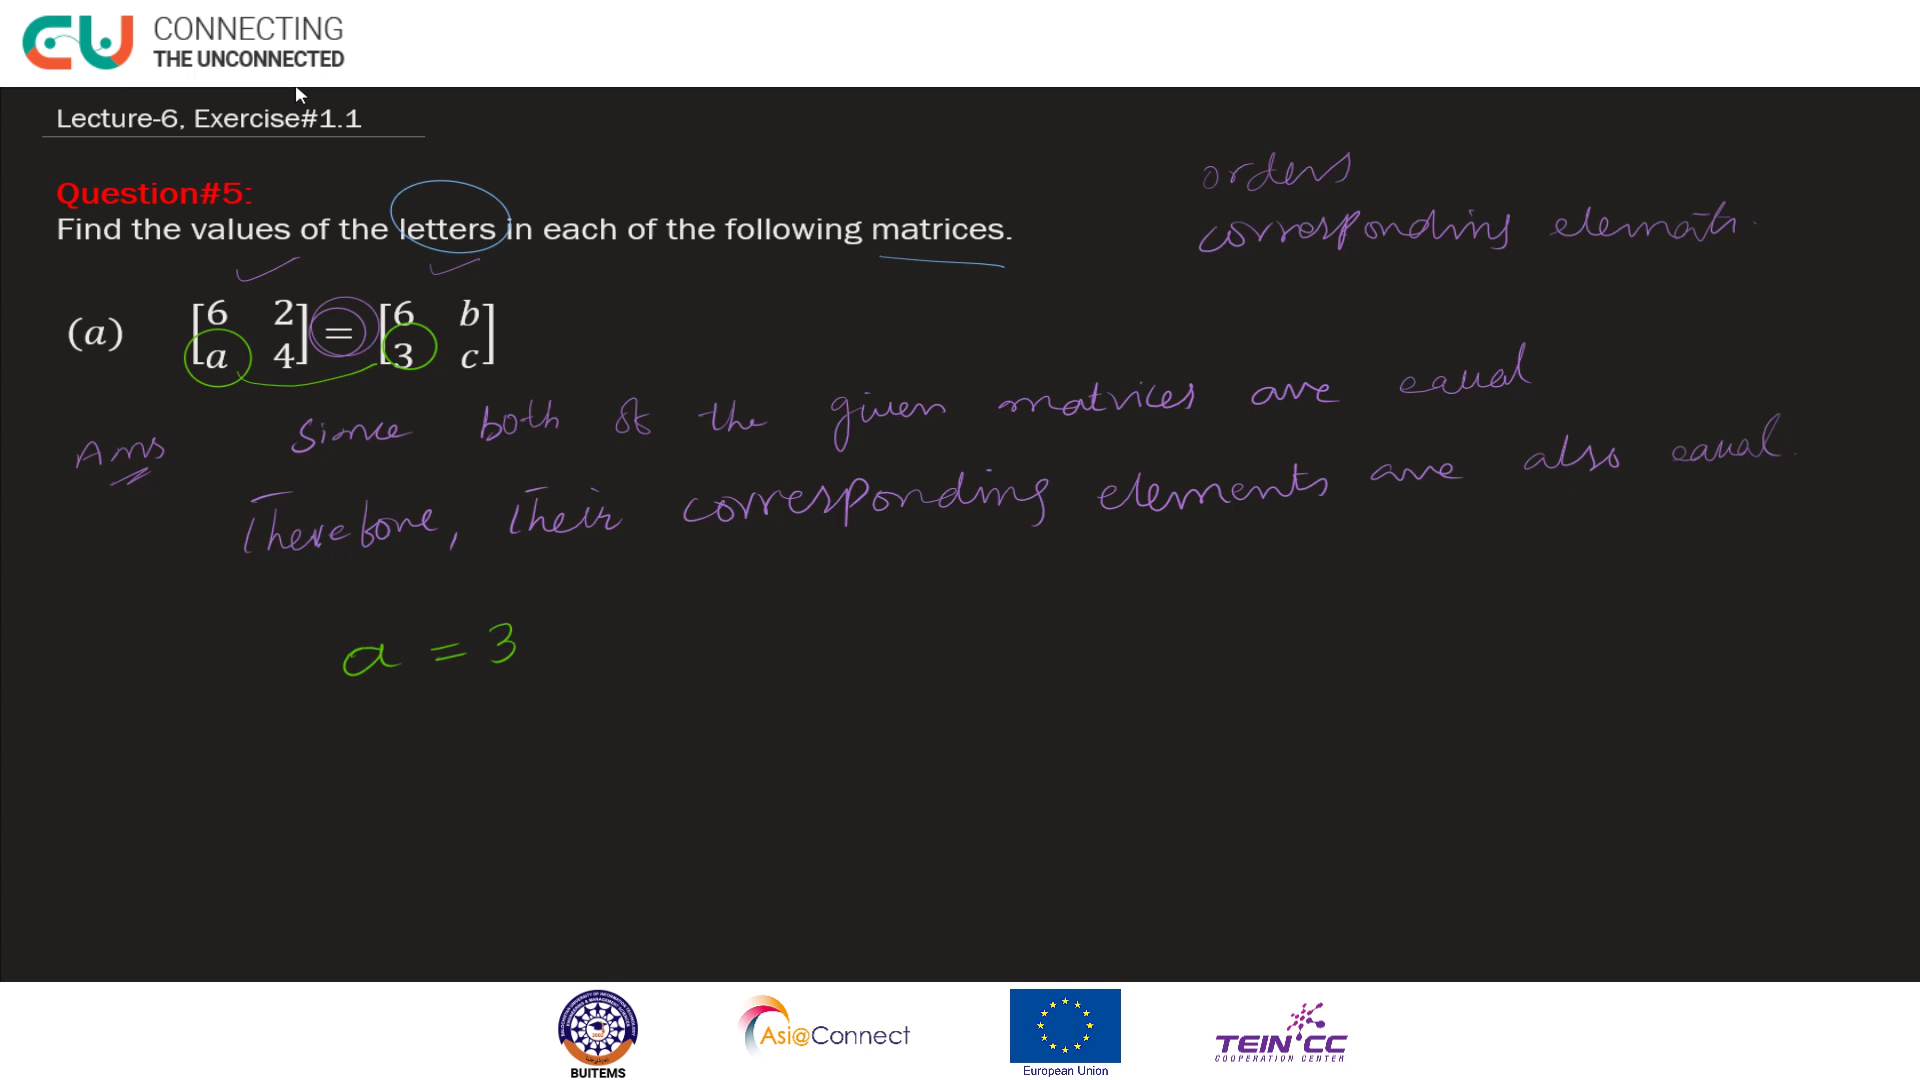 CONNECTING
THE UNCONNECTED
Lecture-6, Exercise#1.1
Question#5:
Find the values of the letters in each of the following matrices.
orders
corresponding elements.
(a) [6 2 = [6 b
a 4] 3 c]
Ans Since both of the given matrices are equal
Therefore, their corresponding elements are also equal.
a = 3
BUITEMS
Asi@Connect
European Union
TEIN*CC
COOPERATION CENTER